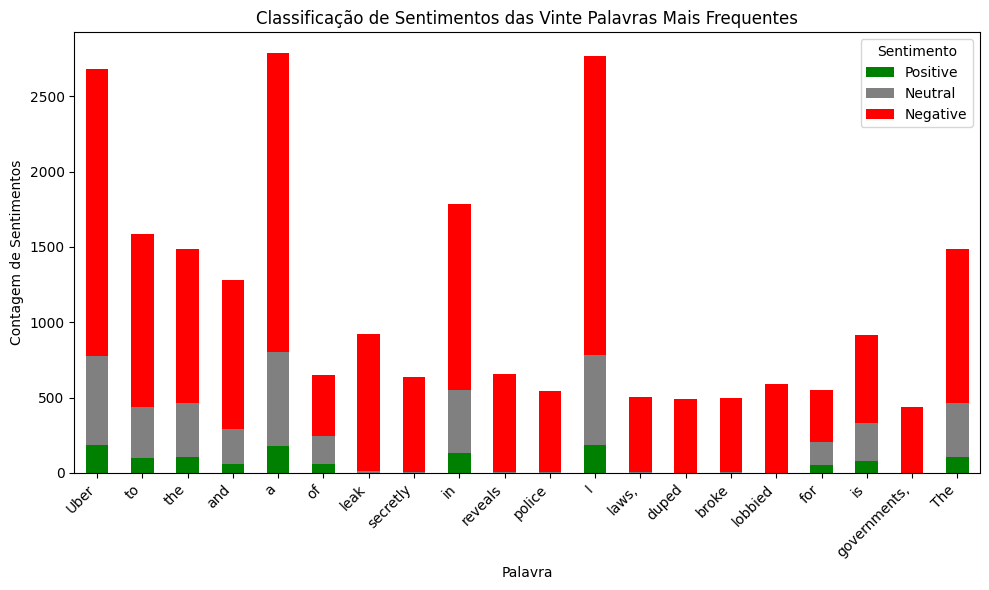 Classificação de Sentimentos das Vinte Palavras Mais Frequentes
Sentimento
Positive
Neutral
Negative
Contagem de Sentimentos
2500
2000
1500
1000
500
0
Uber
to
the
and
a
of
leak
secretly
in
reveals
police
I
laws,
duped
broke
lobbied
for
is
governments,
The
Palavra